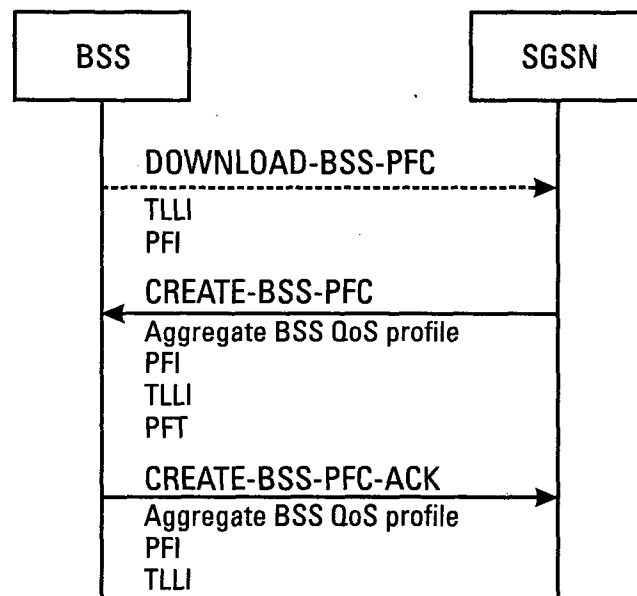 BSS
SGSN
DOWNLOAD-BSS-PFC
TLLI
PFI
CREATE-BSS-PFC
Aggregate BSS QoS profile
PFI
TLLI
PFT
CREATE-BSS-PFC-ACK
Aggregate BSS QoS profile
PFI
TLLI